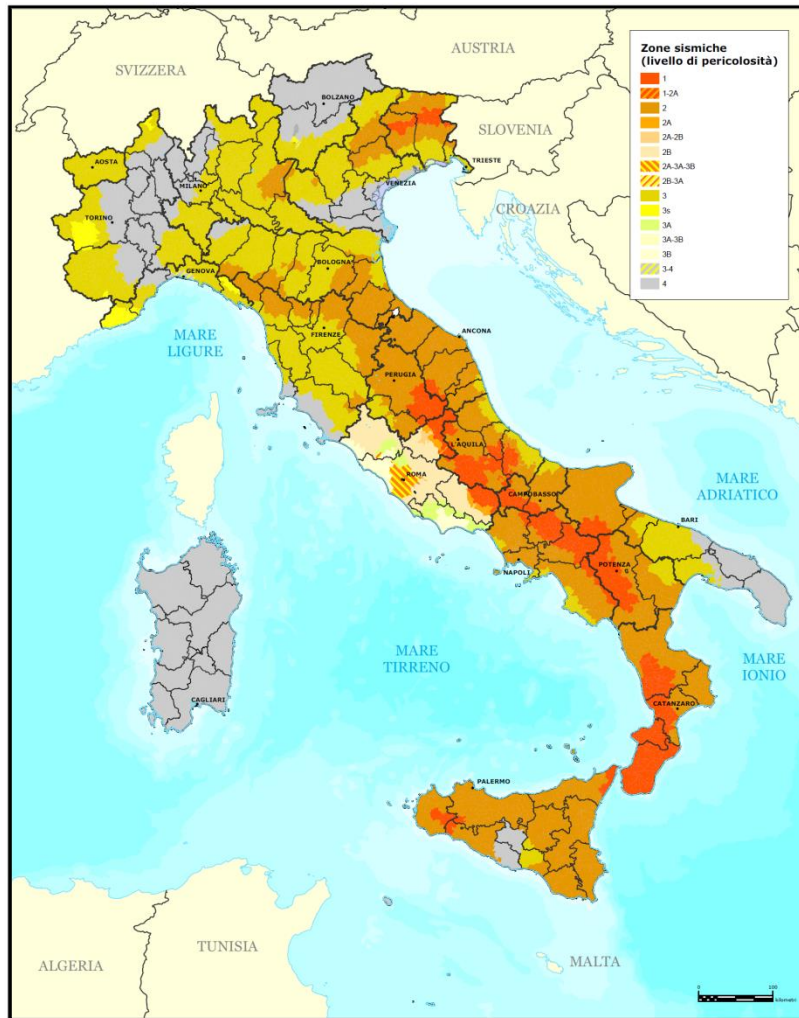 AUSTRIA
SVIZZERA
BOLZANO
SLOVENIA
AOSTA
TRIESTE
MILANO
VENEZIA
TORINO
CROAZIA
BOLOGNA
GENOVA
MARE
LIGURE
FIRENZE
ANCONA
PERUGIA
L'AQUILA
ROMA
CAMPOBASSO
MARE
ADRIATICO
BARI
NAPOLI
POTENZA
MARE
TIRRENO
MARE
IONIO
CAGLIARI
CATANZARO
PALERMO
TUNISIA
ALGERIA
MALTA
Zone sismiche
(livello di pericolosità)
1
1-2A
2
2A
2A-2B
2B
2A-3A-3B
2B-3A
3
3s
3A
3A-3B
3B
3-4
4
0
200